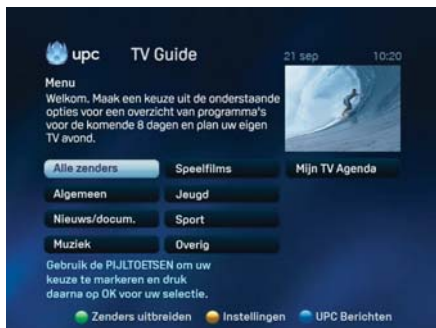 upc TV Guide 21 sep 10:20
Menu
Welkom. Maak een keuze uit de onderstaande
opties voor een overzicht van programma's
voor de komende 8 dagen en plan uw eigen
TV avond.
Alle zenders Speelfilms Mijn TV Agenda
Algemeen Jeugd
Nieuws/docum. Sport
Muziek Overig
Gebruik de PIJLTOETSEN om uw
keuze te markeren en druk
daarna op OK voor uw selectie.
Zenders uitbreiden Instellingen UPC Berichten